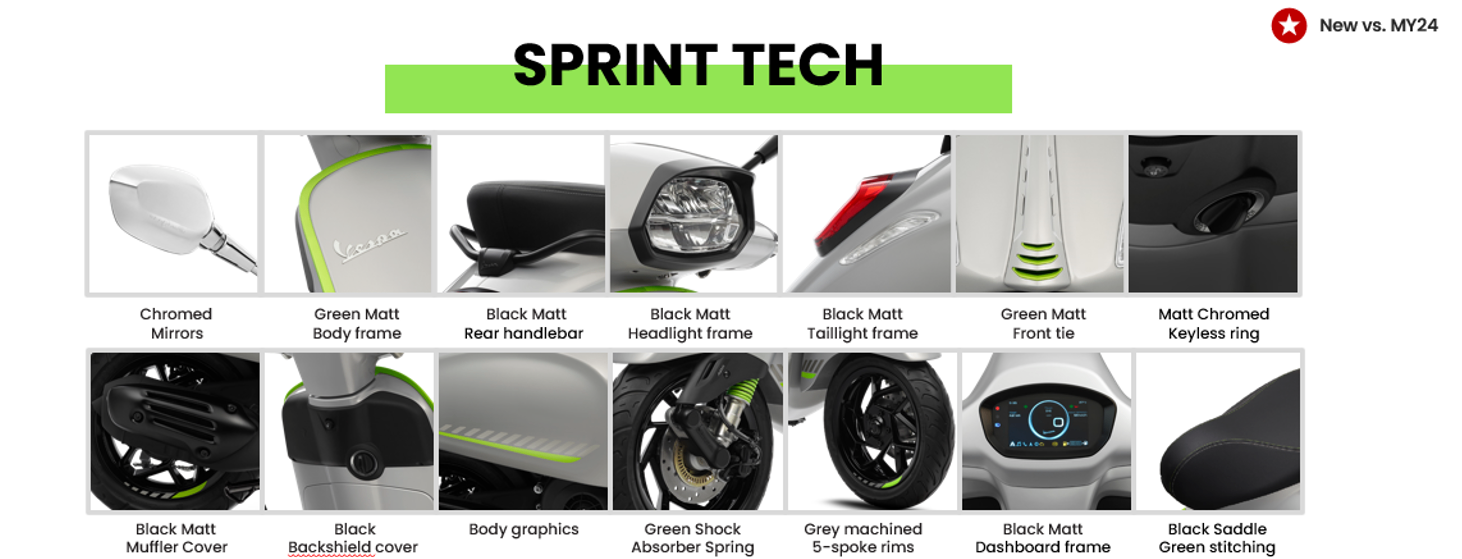 New vs. MY24
SPRINT TECH
Vespa
Chromed
Mirrors
Green Matt
Body frame
Black Matt
Rear handlebar
Black Matt
Headlight frame
Black Matt
Taillight frame
Green Matt
Front tie
Matt Chromed
Keyless ring
Black Matt
Muffler Cover
Black
Backshield cover
Body graphics
Green Shock
Absorber Spring
Grey machined
5-spoke rims
Black Matt
Dashboard frame
Black Saddle
Green stitching